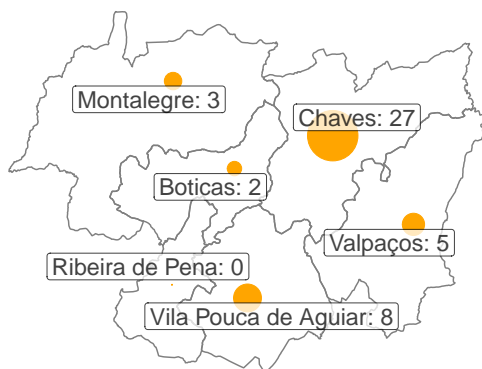 Montalegre: 3
Chaves: 27
Boticas: 2
Valpaços: 5
Ribeira de Pena: 0
Vila Pouca de Aguiar: 8